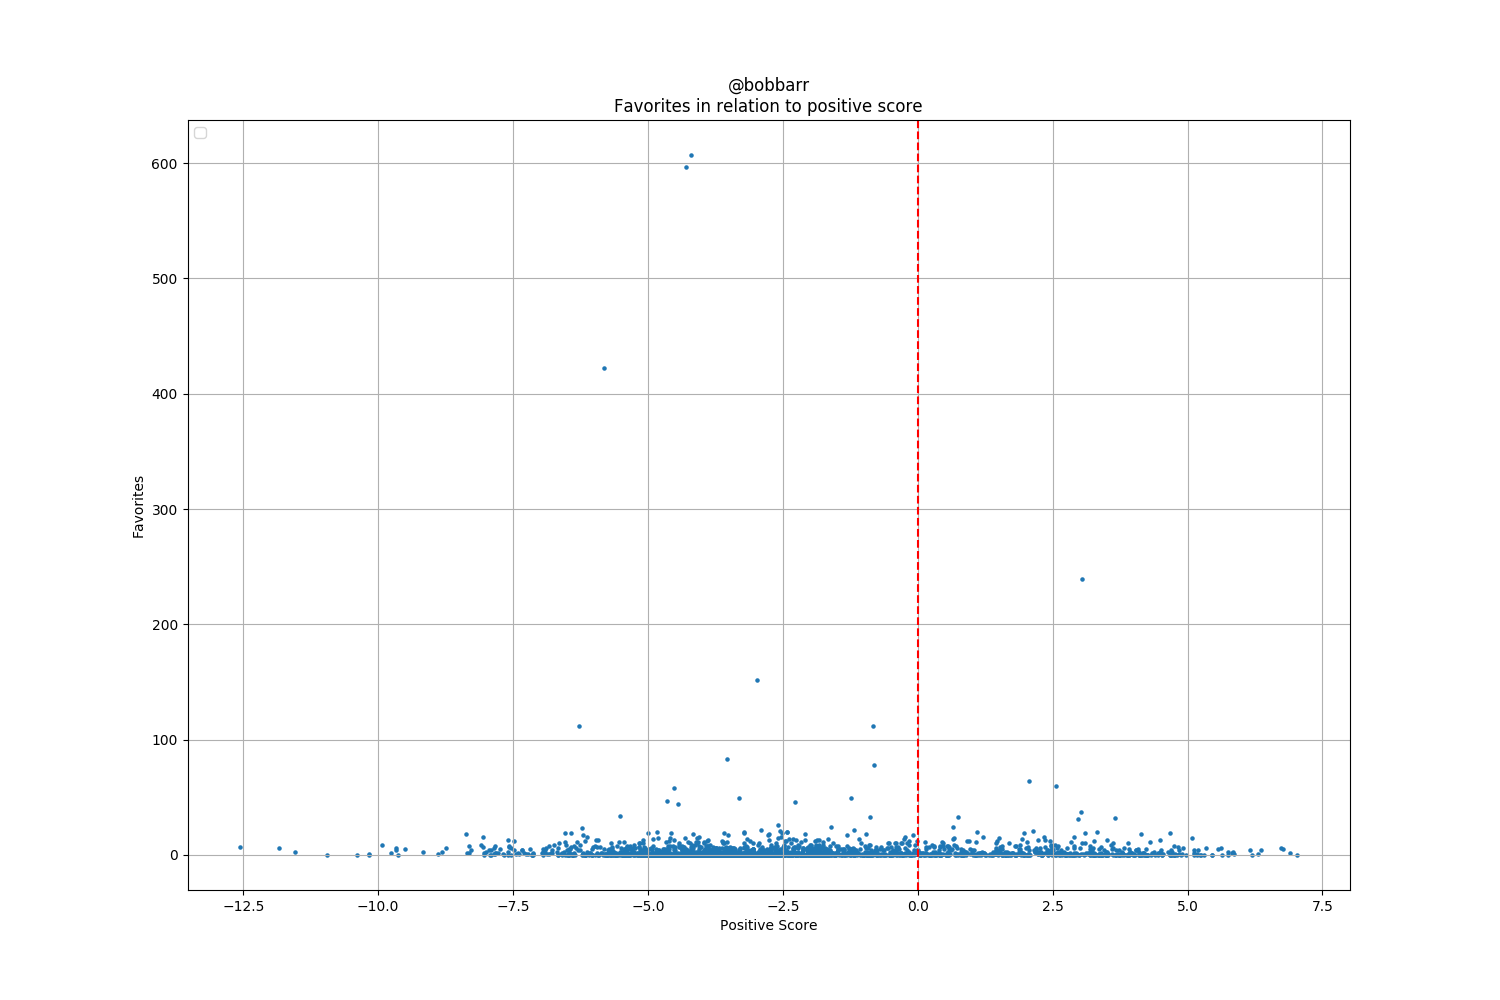 @bobbarr
Favorites in relation to positive score
600
500
400
300
200
100
0
Favorites
−12.5 −10.0 −7.5 −5.0 −2.5 0.0 2.5 5.0 7.5
Positive Score